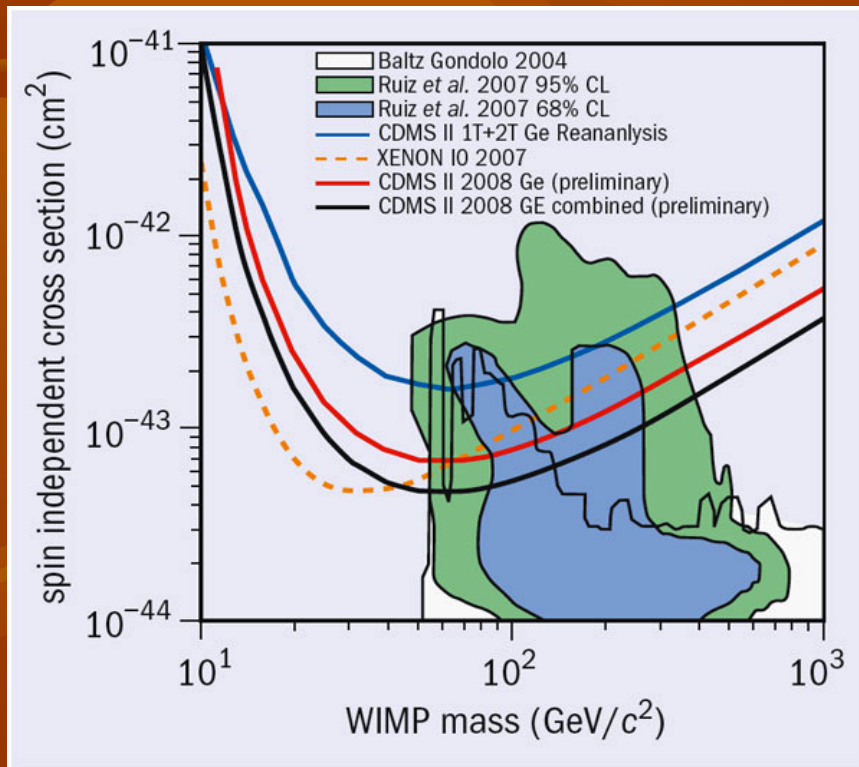 10⁻⁴¹
Baltz Gondolo 2004
Ruiz et al. 2007 95% CL
Ruiz et al. 2007 68% CL
CDMS II 1T+2T Ge Reananlysis
XENON I0 2007
CDMS II 2008 Ge (preliminary)
CDMS II 2008 GE combined (preliminary)
10⁻⁴²
10⁻⁴³
10⁻⁴⁴
spin independent cross section (cm²)
10¹ 10² 10³
WIMP mass (GeV/c²)